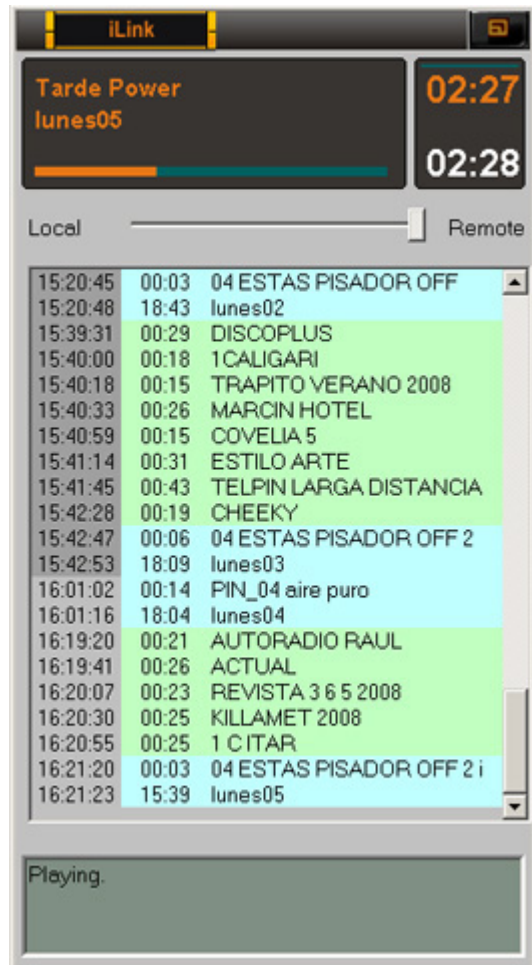 iLink
Tarde Power
lunes05
02:27
02:28
Local Remote
15:20:45 00:03 04 ESTAS PISADOR OFF
15:20:48 18:43 lunes02
15:39:31 00:29 DISCOPLUS
15:40:00 00:18 1CALIGARI
15:40:18 00:15 TRAPITO VERANO 2008
15:40:33 00:26 MARCIN HOTEL
15:40:59 00:15 COVELIA 5
15:41:14 00:31 ESTILO ARTE
15:41:45 00:43 TELPIN LARGA DISTANCIA
15:42:28 00:19 CHEEKY
15:42:47 00:06 04 ESTAS PISADOR OFF 2
15:42:53 18:09 lunes03
16:01:02 00:14 PIN_04 aire puro
16:01:16 18:04 lunes04
16:19:20 00:21 AUTORADIO RAUL
16:19:41 00:26 ACTUAL
16:20:07 00:23 REVISTA 3 6 5 2008
16:20:30 00:25 KILLAMET 2008
16:20:55 00:25 1 C ITAR
16:21:20 00:03 04 ESTAS PISADOR OFF 2 i
16:21:23 15:39 lunes05
Playing.